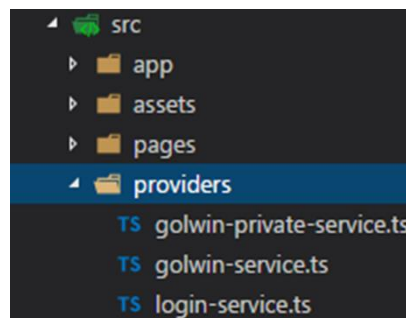 src
app
assets
pages
providers
TS golwin-private-service.ts
TS golwin-service.ts
TS login-service.ts